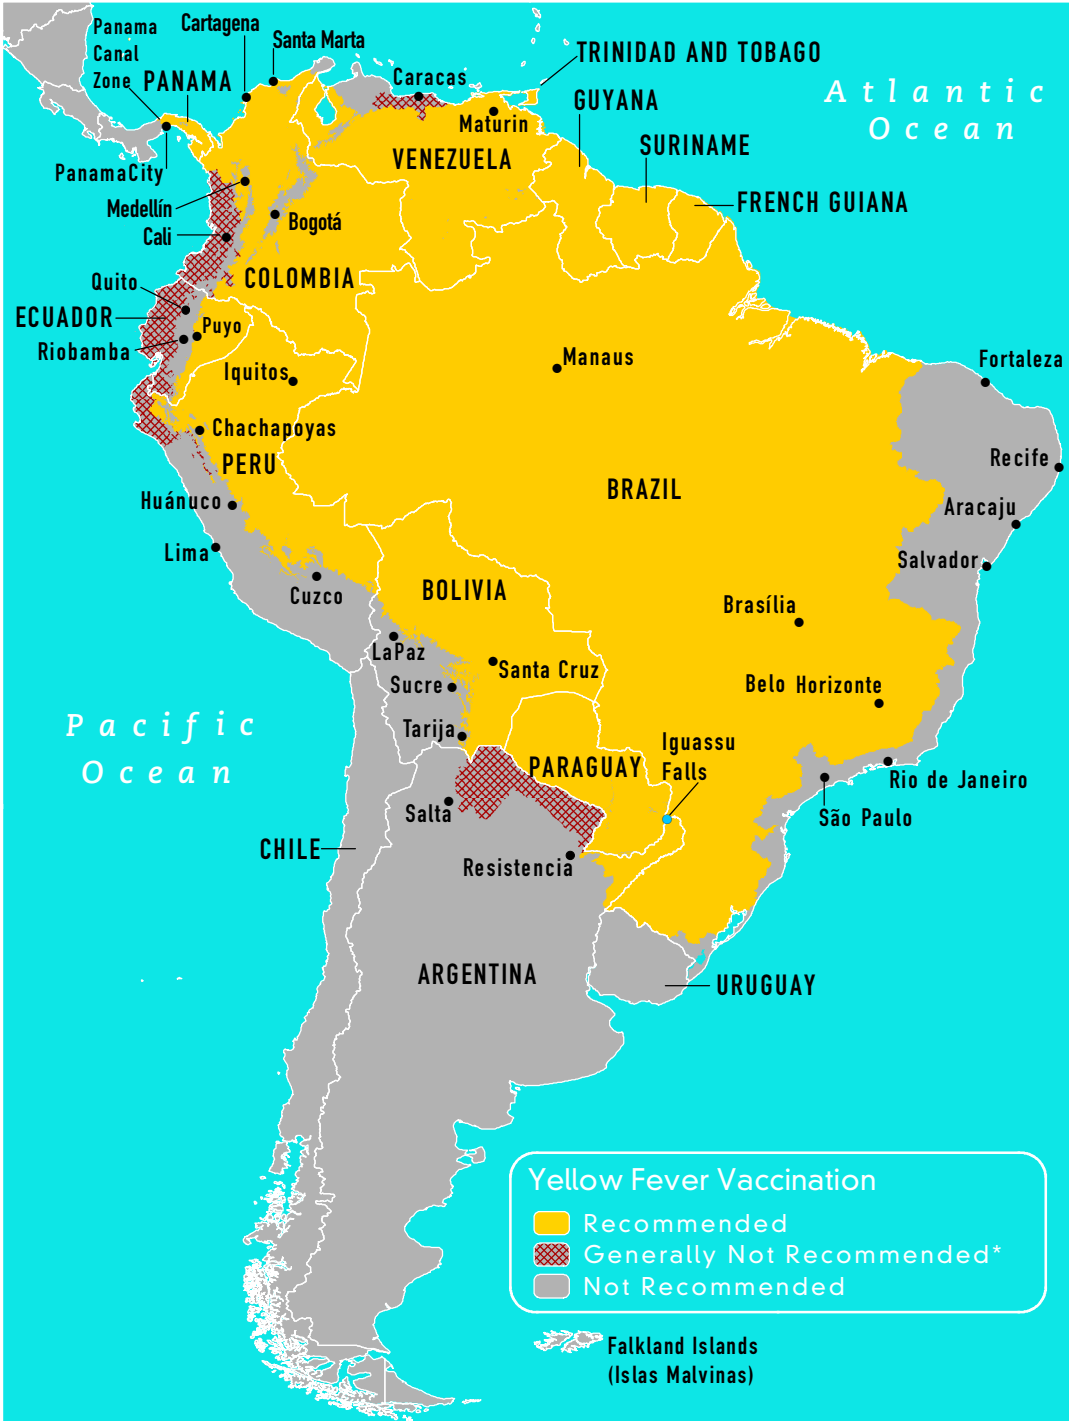 Panama
Canal
Zone
Cartagena
Santa Marta
PANAMA
Caracas
TRINIDAD AND TOBAGO
GUYANA
Atlantic
Ocean
Maturin
SURINAME
VENEZUELA
PanamaCity
FRENCH GUIANA
Medellín
Bogotá
Cali
COLOMBIA
Quito
ECUADOR
Puyo
Riobamba
Manaus
Fortaleza
Iquitos
Chachapoyas
PERU
Recife
BRAZIL
Huánuco
Aracaju
Lima
Salvador
Cuzco
BOLIVIA
Brasília
LaPaz
Santa Cruz
Sucre
Belo Horizonte
Pacific
Ocean
Tarija
Iguassu
Falls
PARAGUAY
Rio de Janeiro
Salta
São Paulo
CHILE
Resistencia
ARGENTINA
URUGUAY
Yellow Fever Vaccination
Recommended
Generally Not Recommended*
Not Recommended
Falkland Islands
(Islas Malvinas)